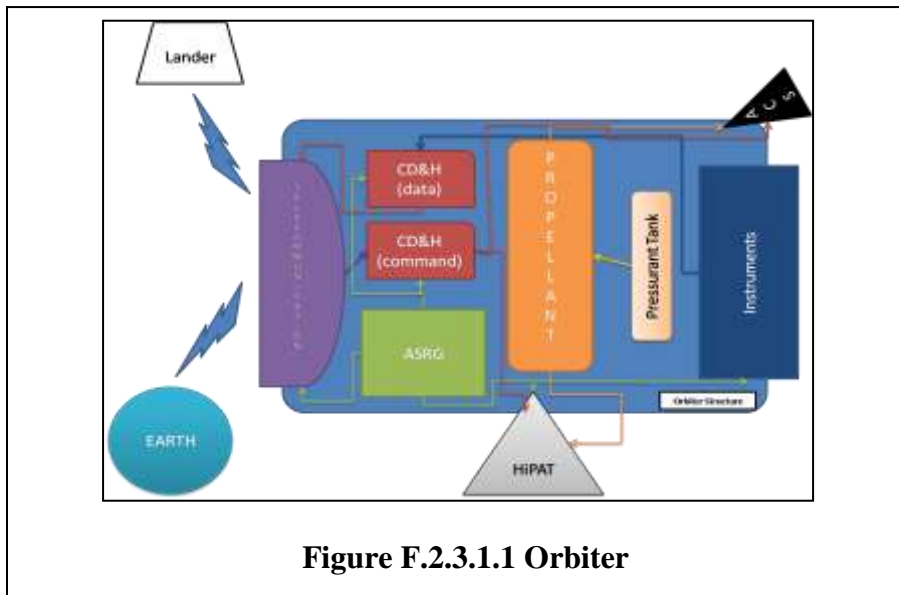 Lander
A
C
S
CD&H
(data)
P
R
O
P
E
L
L
A
N
T
CD&H
(command)
Pressurant Tank
Instruments
ASRG
Orbiter Structure
EARTH
HiPAT
Figure F.2.3.1.1 Orbiter